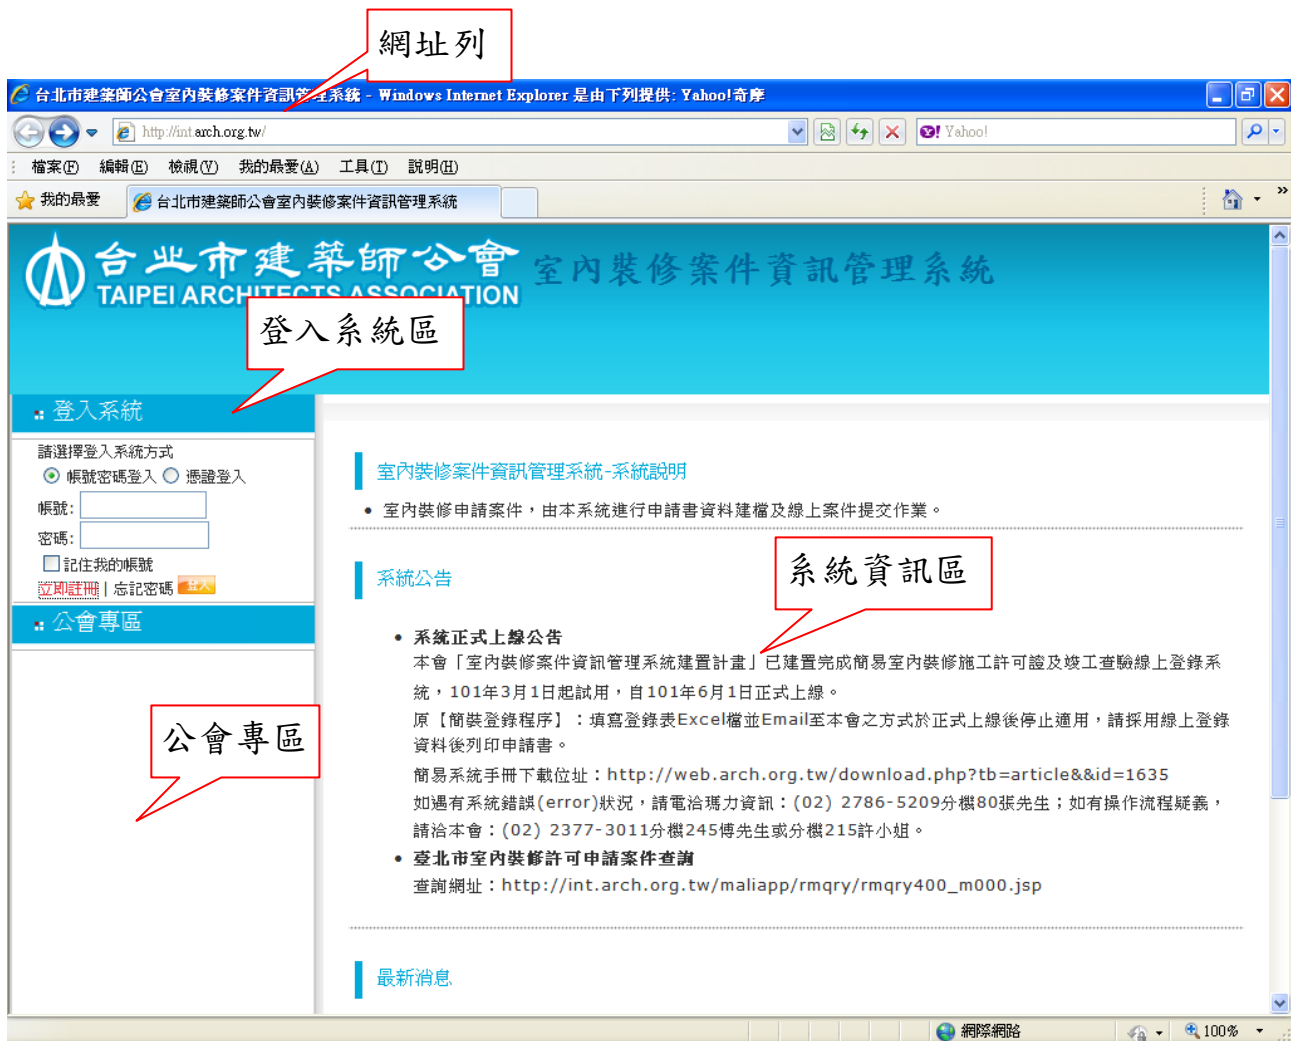 網址列
台北市建築師公會室內裝修案件資訊管理系統 - Windows Internet Explorer 是由下列提供: Yahoo!奇摩
http://int.arch.org.tw/
Yahoo!
檔案(F) 編輯(E) 檢視(V) 我的最愛(A) 工具(T) 說明(H)
我的最愛 台北市建築師公會室內裝修案件資訊管理系統
台北市建築師公會 室內裝修案件資訊管理系統
TAIPEI ARCHITECTS ASSOCIATION
登入系統區
登入系統
請選擇登入系統方式
帳號密碼登入 憑證登入
帳號:
密碼:
記住我的帳號
立即註冊 | 忘記密碼 登入
公會專區
公會專區
室內裝修案件資訊管理系統-系統說明
• 室內裝修申請案件，由本系統進行申請書資料建檔及線上案件提交作業。
系統資訊區
系統公告
• 系統正式上線公告
本會「室內裝修案件資訊管理系統建置計畫」已建置完成簡易室內裝修施工許可證及竣工查驗線上登錄系
統，101年3月1日起試用，自101年6月1日正式上線。
原【簡裝登錄程序】：填寫登錄表Excel檔並Email至本會之方式於正式上線後停止適用，請採用線上登錄
資料後列印申請書。
簡易系統手冊下載位址：http://web.arch.org.tw/download.php?tb=article&&id=1635
如遇有系統錯誤(error)狀況，請電洽瑪力資訊：(02) 2786-5209分機80張先生；如有操作流程疑義，
請洽本會：(02) 2377-3011分機245傅先生或分機215許小姐。
• 臺北市室內裝修許可申請案件查詢
查詢網址：http://int.arch.org.tw/maliapp/rmqry/rmqry400_m000.jsp
最新消息
網際網路 100%